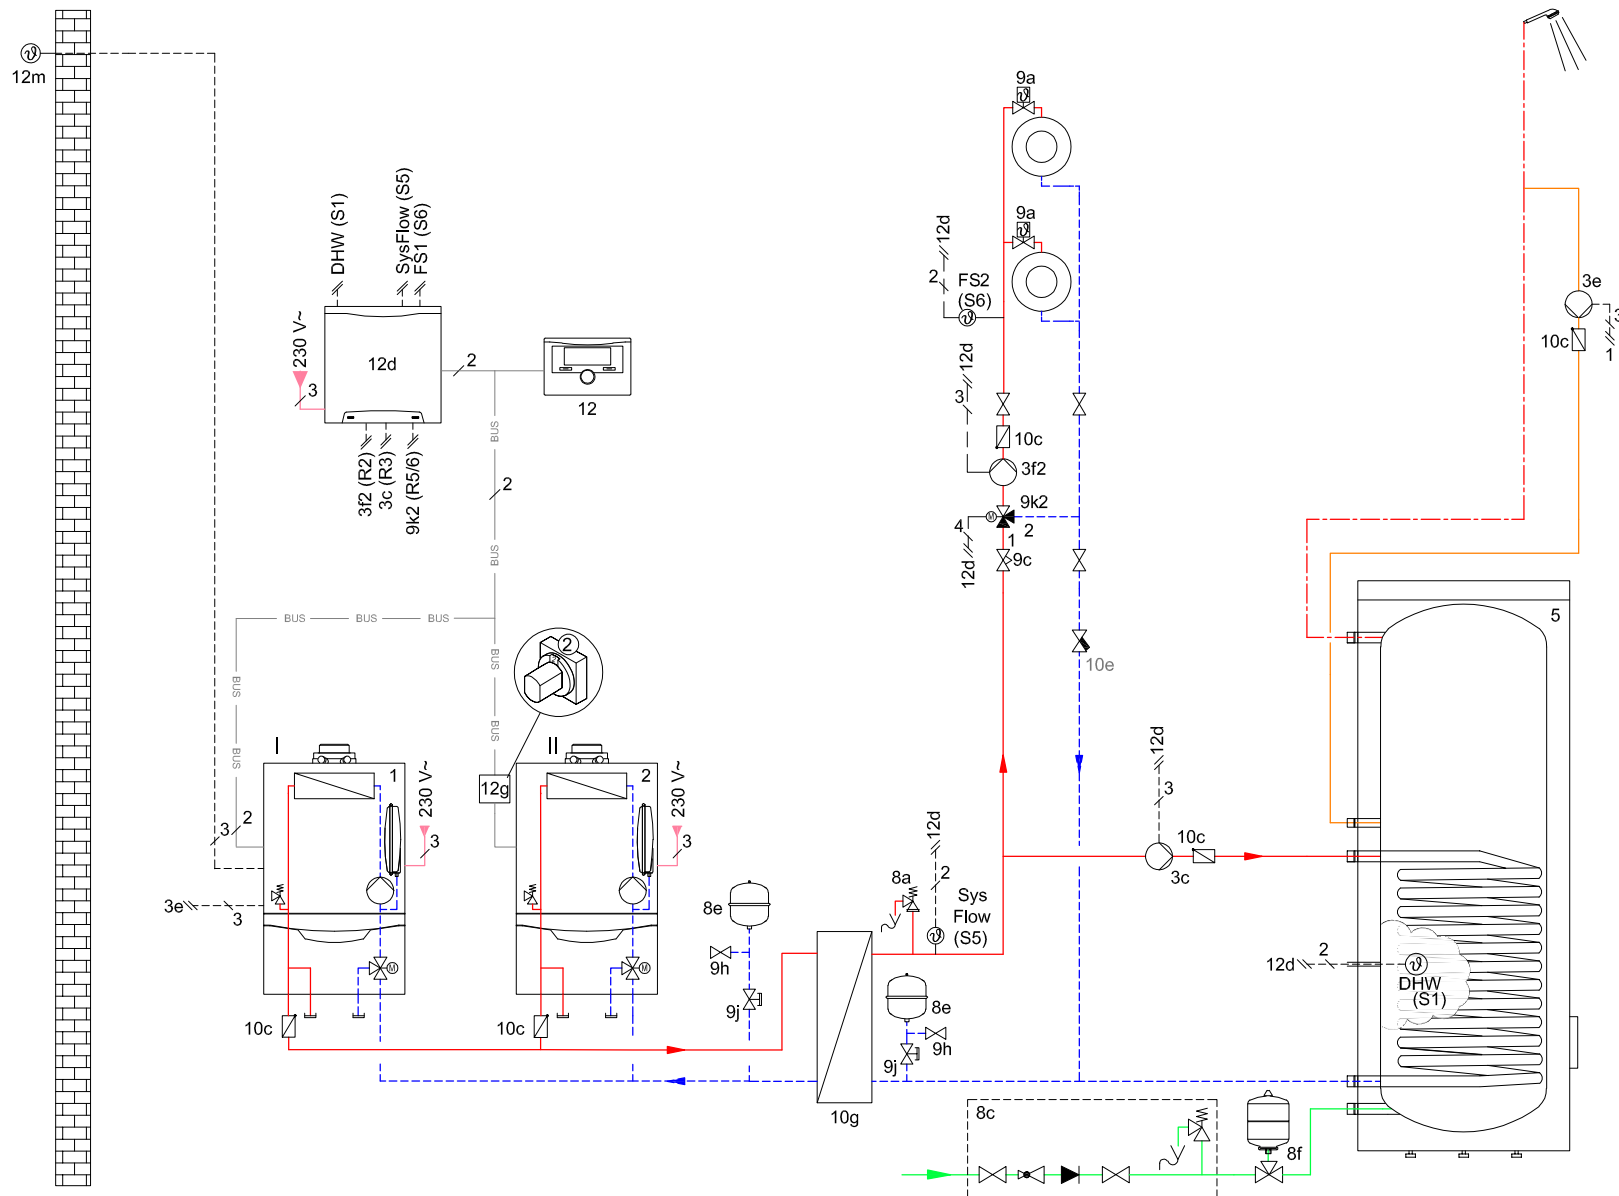 12m
DHW (S1)
SysFlow (S5)
FS1 (S6)
230 V~
3
12d
2
12
3f2 (R2)
3c (R3)
9k2 (R5/6)
BUS
2
BUS
BUS
BUS
BUS
BUS
BUS
BUS
BUS
2
12g
I
1
230 V~
3
3
2
3e
3
II
2
230 V~
3
10c
10c
8e
9h
9j
10g
8a
12d
2
Sys
Flow
(S5)
8e
9h
9j
9a
9a
12d
2
FS2
(S6)
12d
3
10c
3f2
9k2
M
4
2
1
12d
9c
10e
12d
3
10c
3c
3e
10c
3
1
5
12d
2
DHW
(S1)
8c
8f
M
M